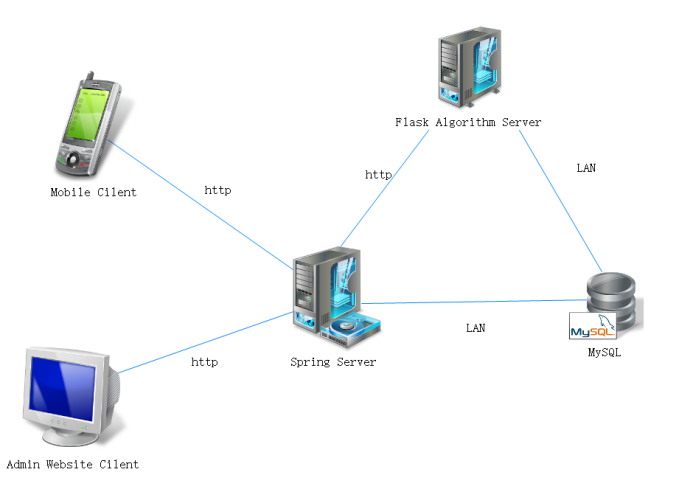 Flask Algorithm Server
http
LAN
Mobile Cilent
http
MySQL
LAN
MySQL
http
Spring Server
Admin Website Cilent